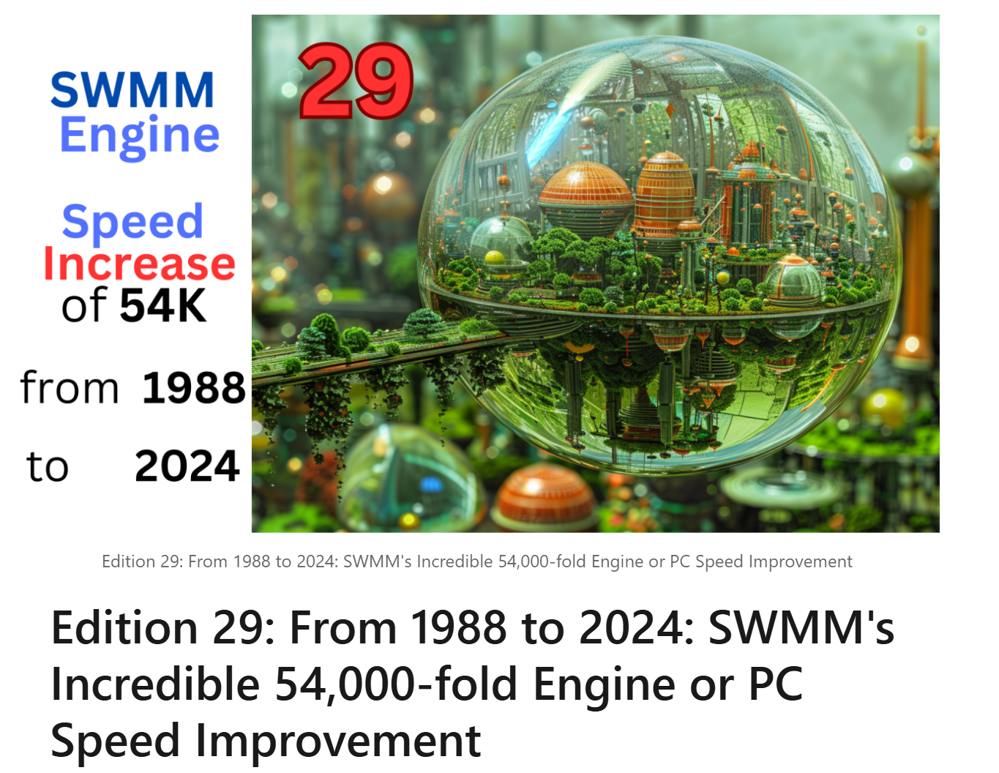 SWMM
Engine
Speed
Increase
of 54K
from 1988
to 2024
29
Edition 29: From 1988 to 2024: SWMM's Incredible 54,000-fold Engine or PC Speed Improvement
Edition 29: From 1988 to 2024: SWMM's
Incredible 54,000-fold Engine or PC
Speed Improvement